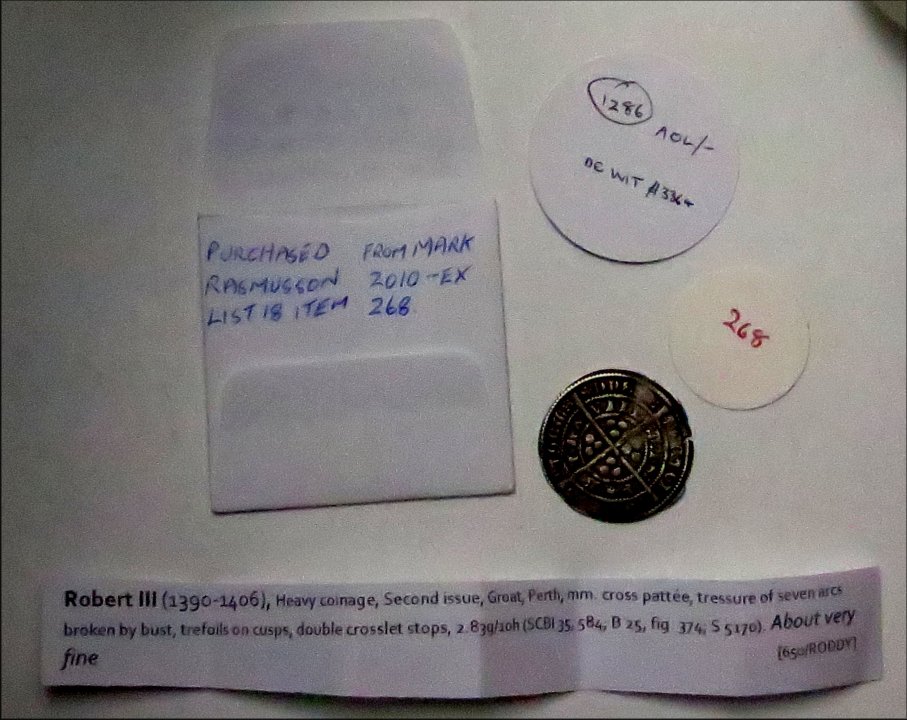 1286
AOL/-
DE WIT #3364
PURCHASED FROM MARK
RASMUSSON 2010 - EX
LIST 18 ITEM 268
268
Robert III (1390-1406), Heavy coinage, Second issue, Groat, Perth, mm. cross pattée, tressure of seven arcs
broken by bust, trefoils on cusps, double crosslet stops, 2.83g/10h (SCBI 35, 584, B 25, fig 374; S 5170). About very
fine
[650/RODDY]